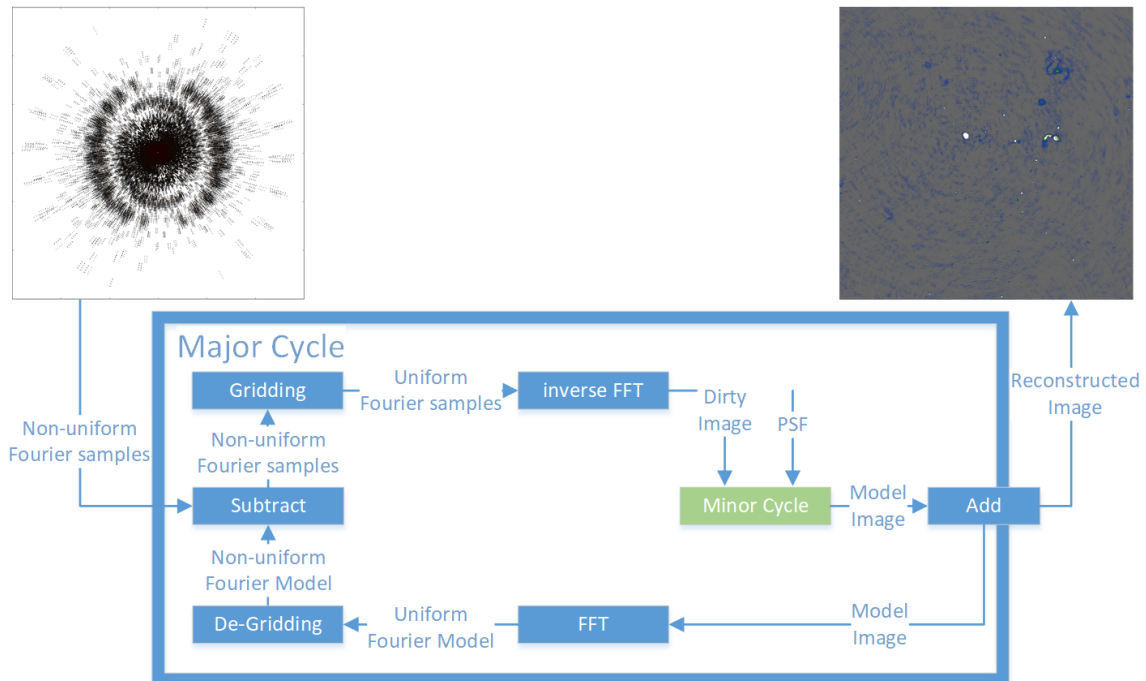 Major Cycle
Gridding
Uniform
Fourier samples
inverse FFT
Dirty
Image
PSF
Reconstructed
Image
Non-uniform
Fourier samples
Non-uniform
Fourier samples
Subtract
Minor Cycle
Model
Image
Add
Non-uniform
Fourier Model
De-Gridding
Uniform
Fourier Model
FFT
Model
Image